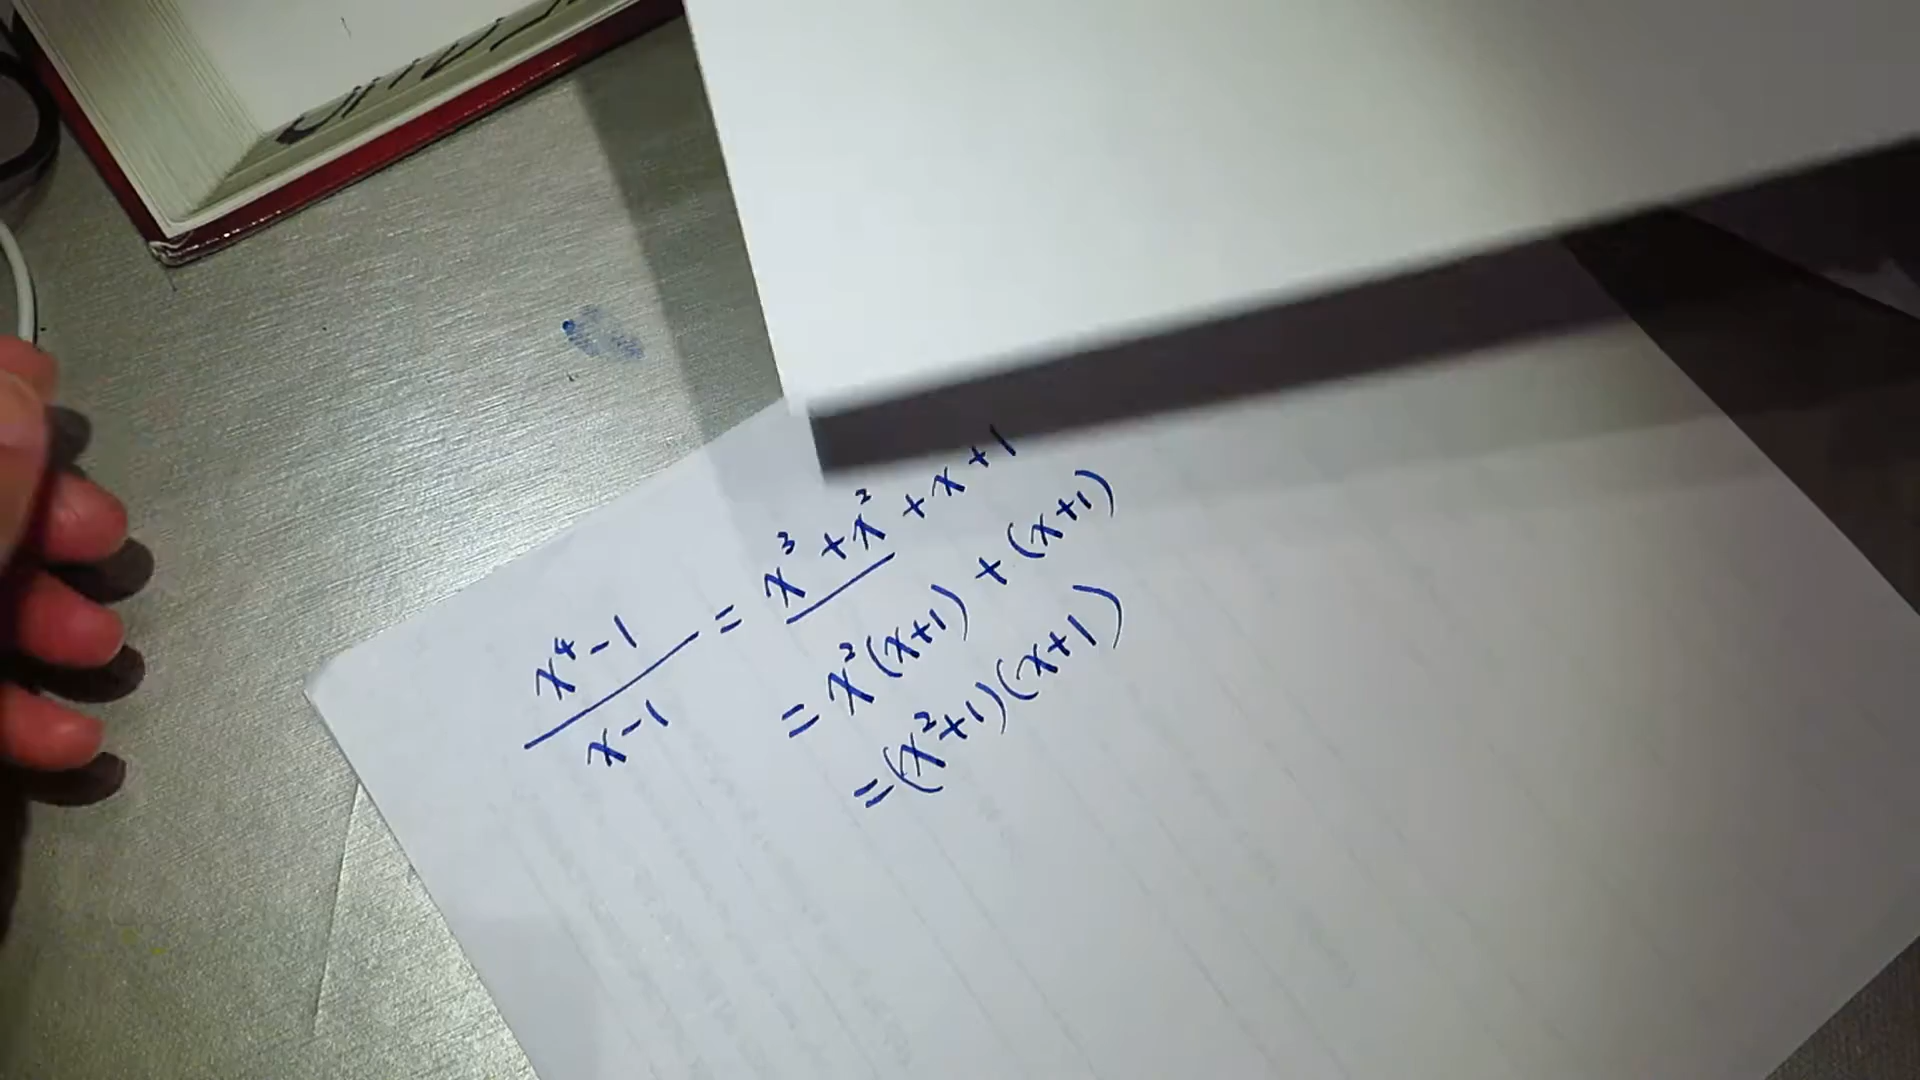 x⁴-1/x-1 = x³+x²+x+1
= x²(x+1)+(x+1)
=(x²+1)(x+1)